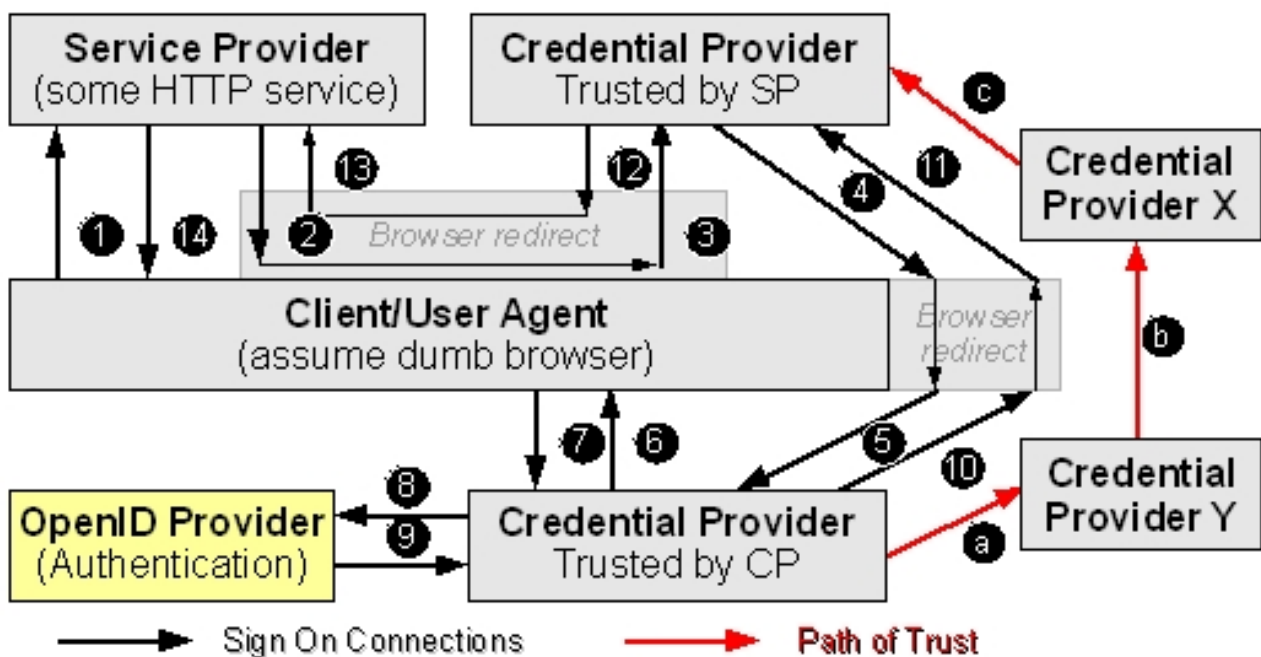 Service Provider
(some HTTP service)
Credential Provider
Trusted by SP
c
Credential
Provider X
13
12
4
11
1
14
2
Browser redirect
3
Client/User Agent
(assume dumb browser)
Browser
redirect
b
7
6
5
10
8
9
OpenID Provider
(Authentication)
Credential Provider
Trusted by CP
a
Credential
Provider Y
Sign On Connections
Path of Trust